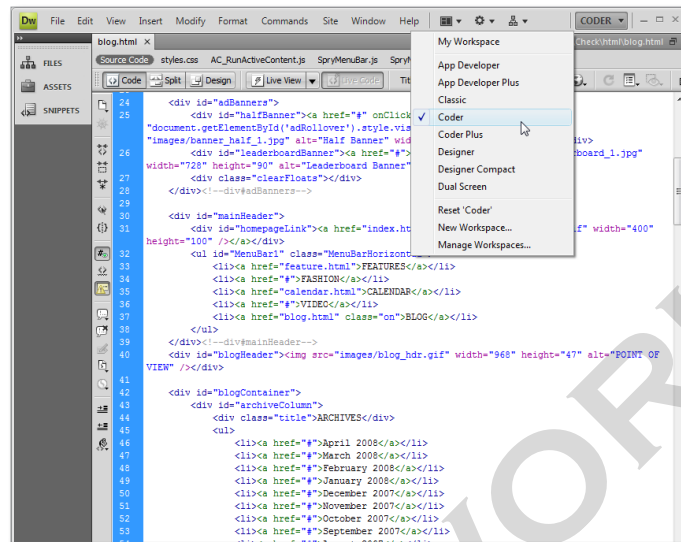 Dw File Edit View Insert Modify Format Commands Site Window Help CODER
blog.html × Check\html\blog.html
Source Code styles.css AC_RunActiveContent.js SpryMenuBar.js
Code Split Design Live View Live Code
FILES
ASSETS
SNIPPETS
My Workspace
App Developer
App Developer Plus
Classic
✓ Coder
Coder Plus
Designer
Designer Compact
Dual Screen
Reset 'Coder'
New Workspace...
Manage Workspaces...
24 <div id="adBanners">
25 <div id="halfBanner"><a href="#"
"document.getElementById('adRollover').style.
"images/banner_half_1.jpg" alt="Half Banner"
26 <div id="leaderboardBanner"><a href="#"
width="728" height="90" alt="Leaderboard Banner"
27 <div class="clearFloats"></div>
28 </div><!--div#adBanners-->
29
30 <div id="mainHeader">
31 <div id="homepageLink"><a width="400"
height="100" /></a></div>
32 <ul id="MenuBar1"
33 <li><a href="feature.html">FEATURES</a></li>
34 <li><a href="#">FASHION</a></li>
35 <li><a href="calendar.html">CALENDAR</a></li>
36 <li><a href="#">VIDEO</a></li>
37 <li><a href="blog.html" class="on">BLOG</a></li>
38 </ul>
39 </div><!--div#mainHeader-->
40 <div id="blogHeader"><img src="images/blog_hdr.gif" width="968" height="47" alt="POINT OF
VIEW" /></div>
41
42 <div id="blogContainer">
43 <div id="archiveColumn">
44 <div class="title">ARCHIVES</div>
45 <ul>
46 <li><a href="#">April 2008</a></li>
47 <li><a href="#">March 2008</a></li>
48 <li><a href="#">February 2008</a></li>
49 <li><a href="#">January 2008</a></li>
50 <li><a href="#">December 2007</a></li>
51 <li><a href="#">November 2007</a></li>
52 <li><a href="#">October 2007</a></li>
53 <li><a href="#">September 2007</a></li>